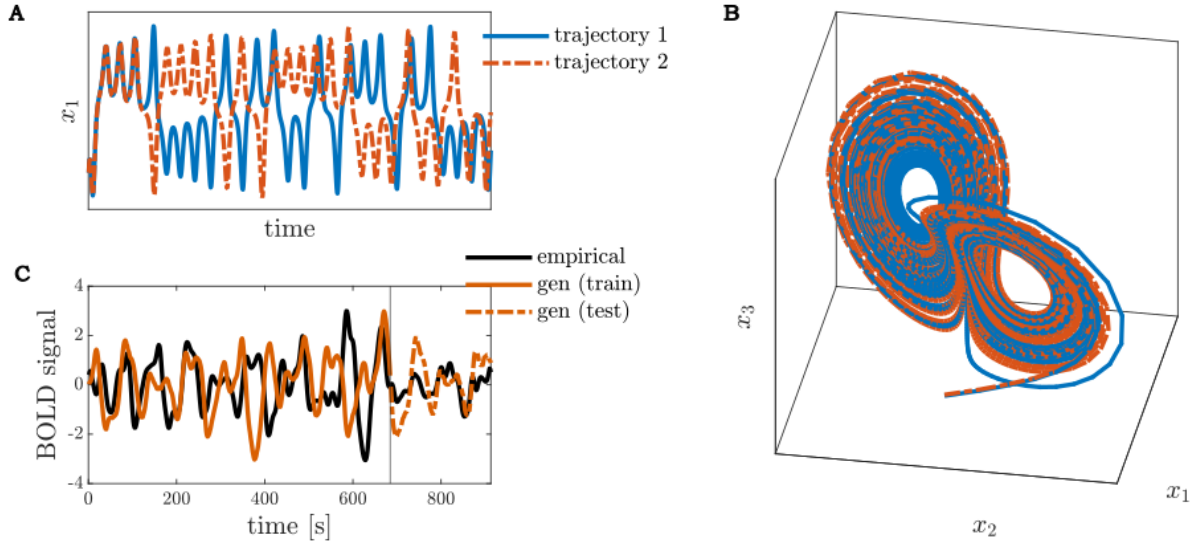 A
x₁
time
trajectory 1
trajectory 2
B
x₃
x₂
x₁
C
empirical
gen (train)
gen (test)
BOLD signal
4
2
0
-2
-4
0
200
400
600
800
time [s]